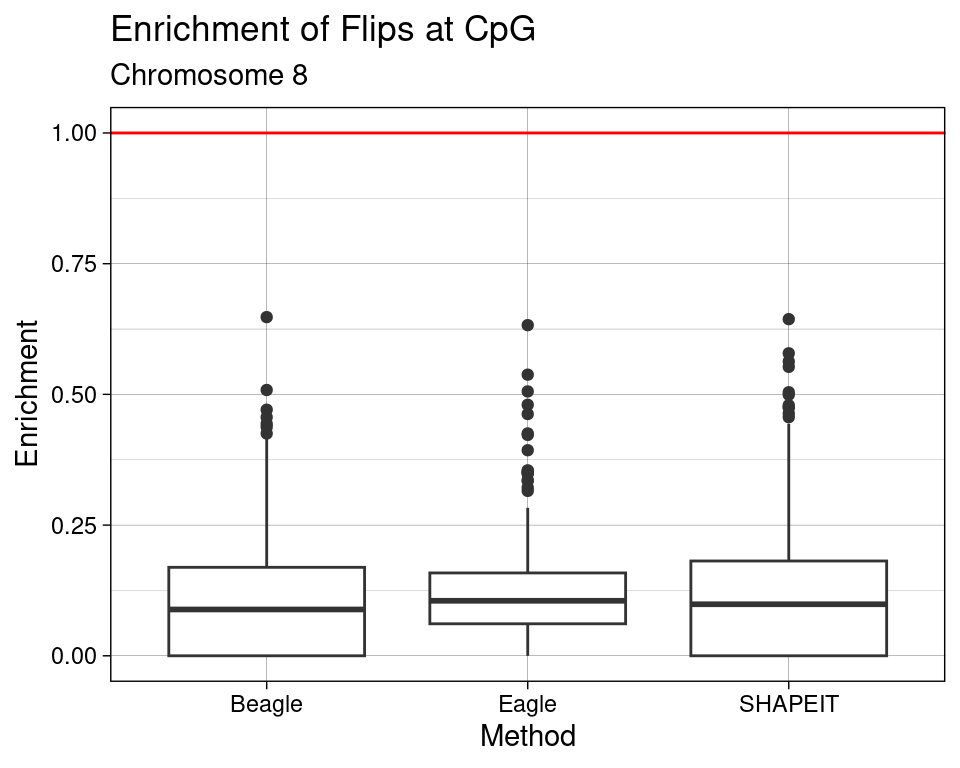 Enrichment of Flips at CpG
Chromosome 8
Enrichment
1.00
0.75
0.50
0.25
0.00
Beagle
Eagle
SHAPEIT
Method